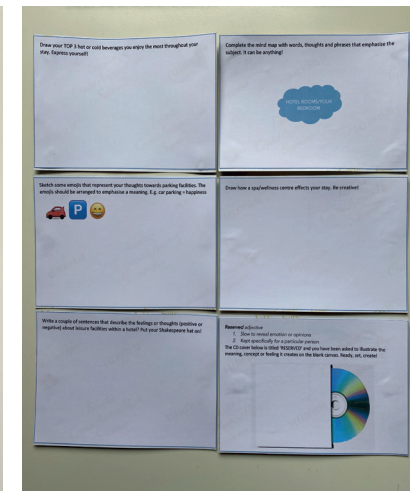 Draw your TOP 3 hot or cold beverages you enjoy the most throughout your
stay. Express yourself!
Complete the mind map with words, thoughts and phrases that emphasise the
subject. It can be anything!
HOTEL ROOMS/YOUR
BEDROOM
Sketch some emojis that represent your thoughts towards parking facilities. The
emojis should be arranged to emphasise a meaning. E.g. car parking = happiness
P
Draw how a spa/wellness centre effects your stay. Be creative!
Write a couple of sentences that describe the feelings or thoughts (positive or
negative) about leisure facilities within a hotel? Put your Shakespeare hat on!
Reserved adjective
1. Slow to reveal emotion or opinions
2. Kept specifically for a particular person
The CD cover below is titled 'RESERVED' and you have been asked to illustrate the
meaning, concept or feeling it creates on the blank canvas. Ready, set, create!